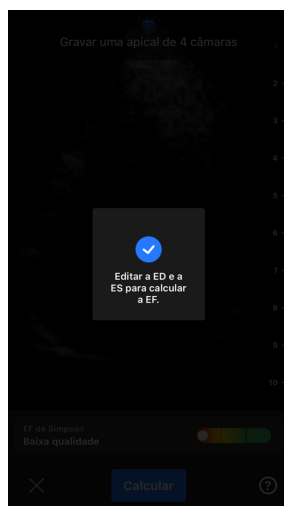 Gravar uma apical de 4 câmaras
2
3
4
5
6
7
8
9
10
Editar a ED e a
ES para calcular
a EF.
EF de Simpson
Baixa qualidade
Calcular
?